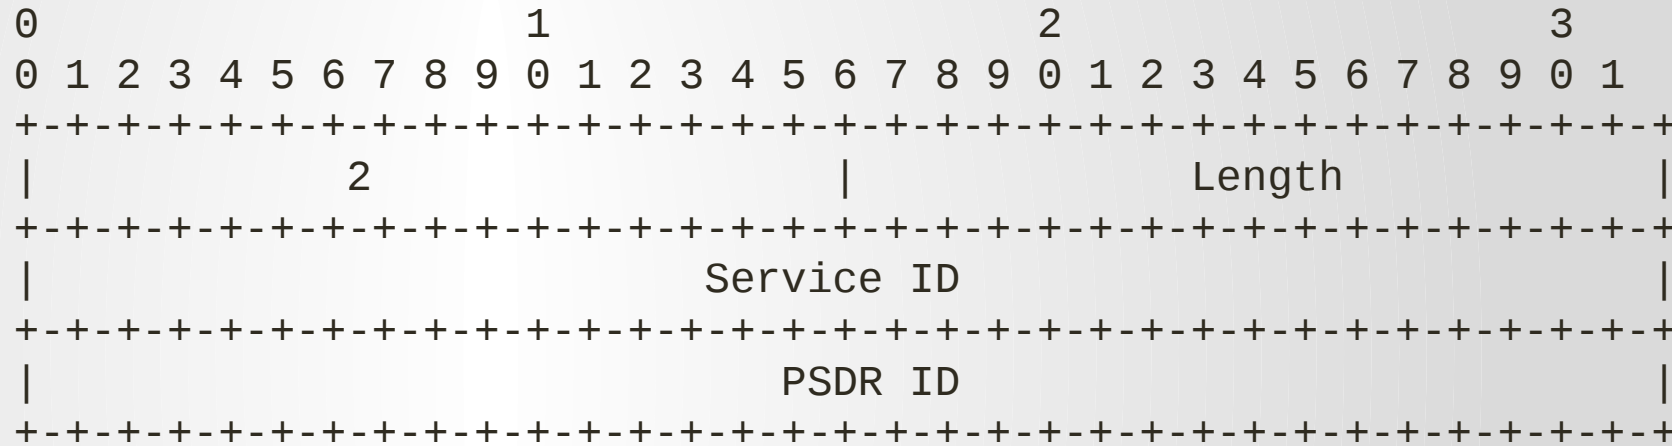 0                   1                   2                   3
0 1 2 3 4 5 6 7 8 9 0 1 2 3 4 5 6 7 8 9 0 1 2 3 4 5 6 7 8 9 0 1
+-+-+-+-+-+-+-+-+-+-+-+-+-+-+-+-+-+-+-+-+-+-+-+-+-+-+-+-+-+-+-+-+
|            2                  |             Length            |
+-+-+-+-+-+-+-+-+-+-+-+-+-+-+-+-+-+-+-+-+-+-+-+-+-+-+-+-+-+-+-+-+
|                          Service ID                           |
+-+-+-+-+-+-+-+-+-+-+-+-+-+-+-+-+-+-+-+-+-+-+-+-+-+-+-+-+-+-+-+-+
|                             PSDR ID                           |
+-+-+-+-+-+-+-+-+-+-+-+-+-+-+-+-+-+-+-+-+-+-+-+-+-+-+-+-+-+-+-+-+